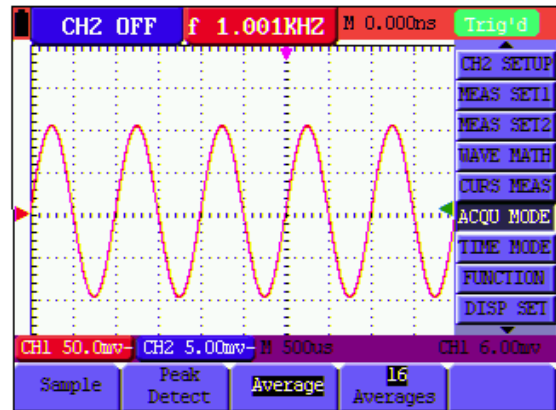 CH2 OFF
f 1.001KHZ
M 0.000ns
Trig'd
CH2 SETUP
MEAS SET1
MEAS SET2
WAVE MATH
CURS MEAS
ACQU MODE
TIME MODE
FUNCTION
DISP SET
CH1 50.0mv-
CH2 5.00mv-
M 500us
CH1 6.00mv
Sample
Peak
Detect
Average
16
Averages